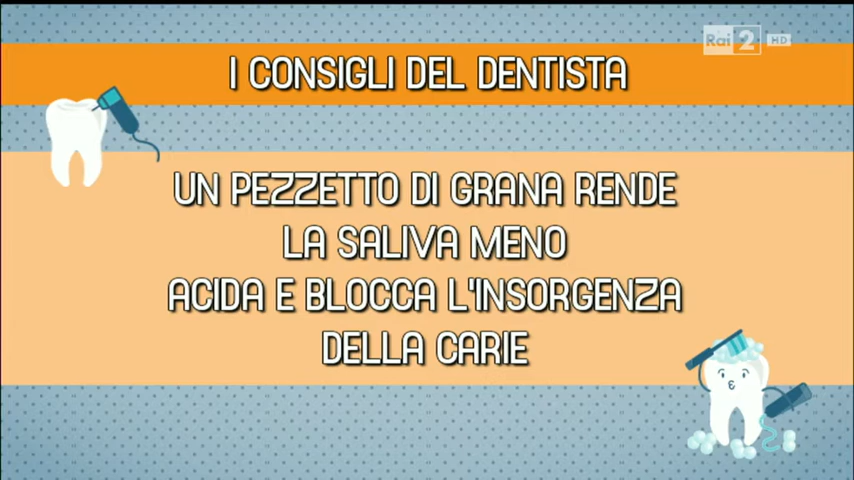 Rai 2 HD
I CONSIGLI DEL DENTISTA
UN PEZZETTO DI GRANA RENDE
LA SALIVA MENO
ACIDA E BLOCCA L'INSORGENZA
DELLA CARIE